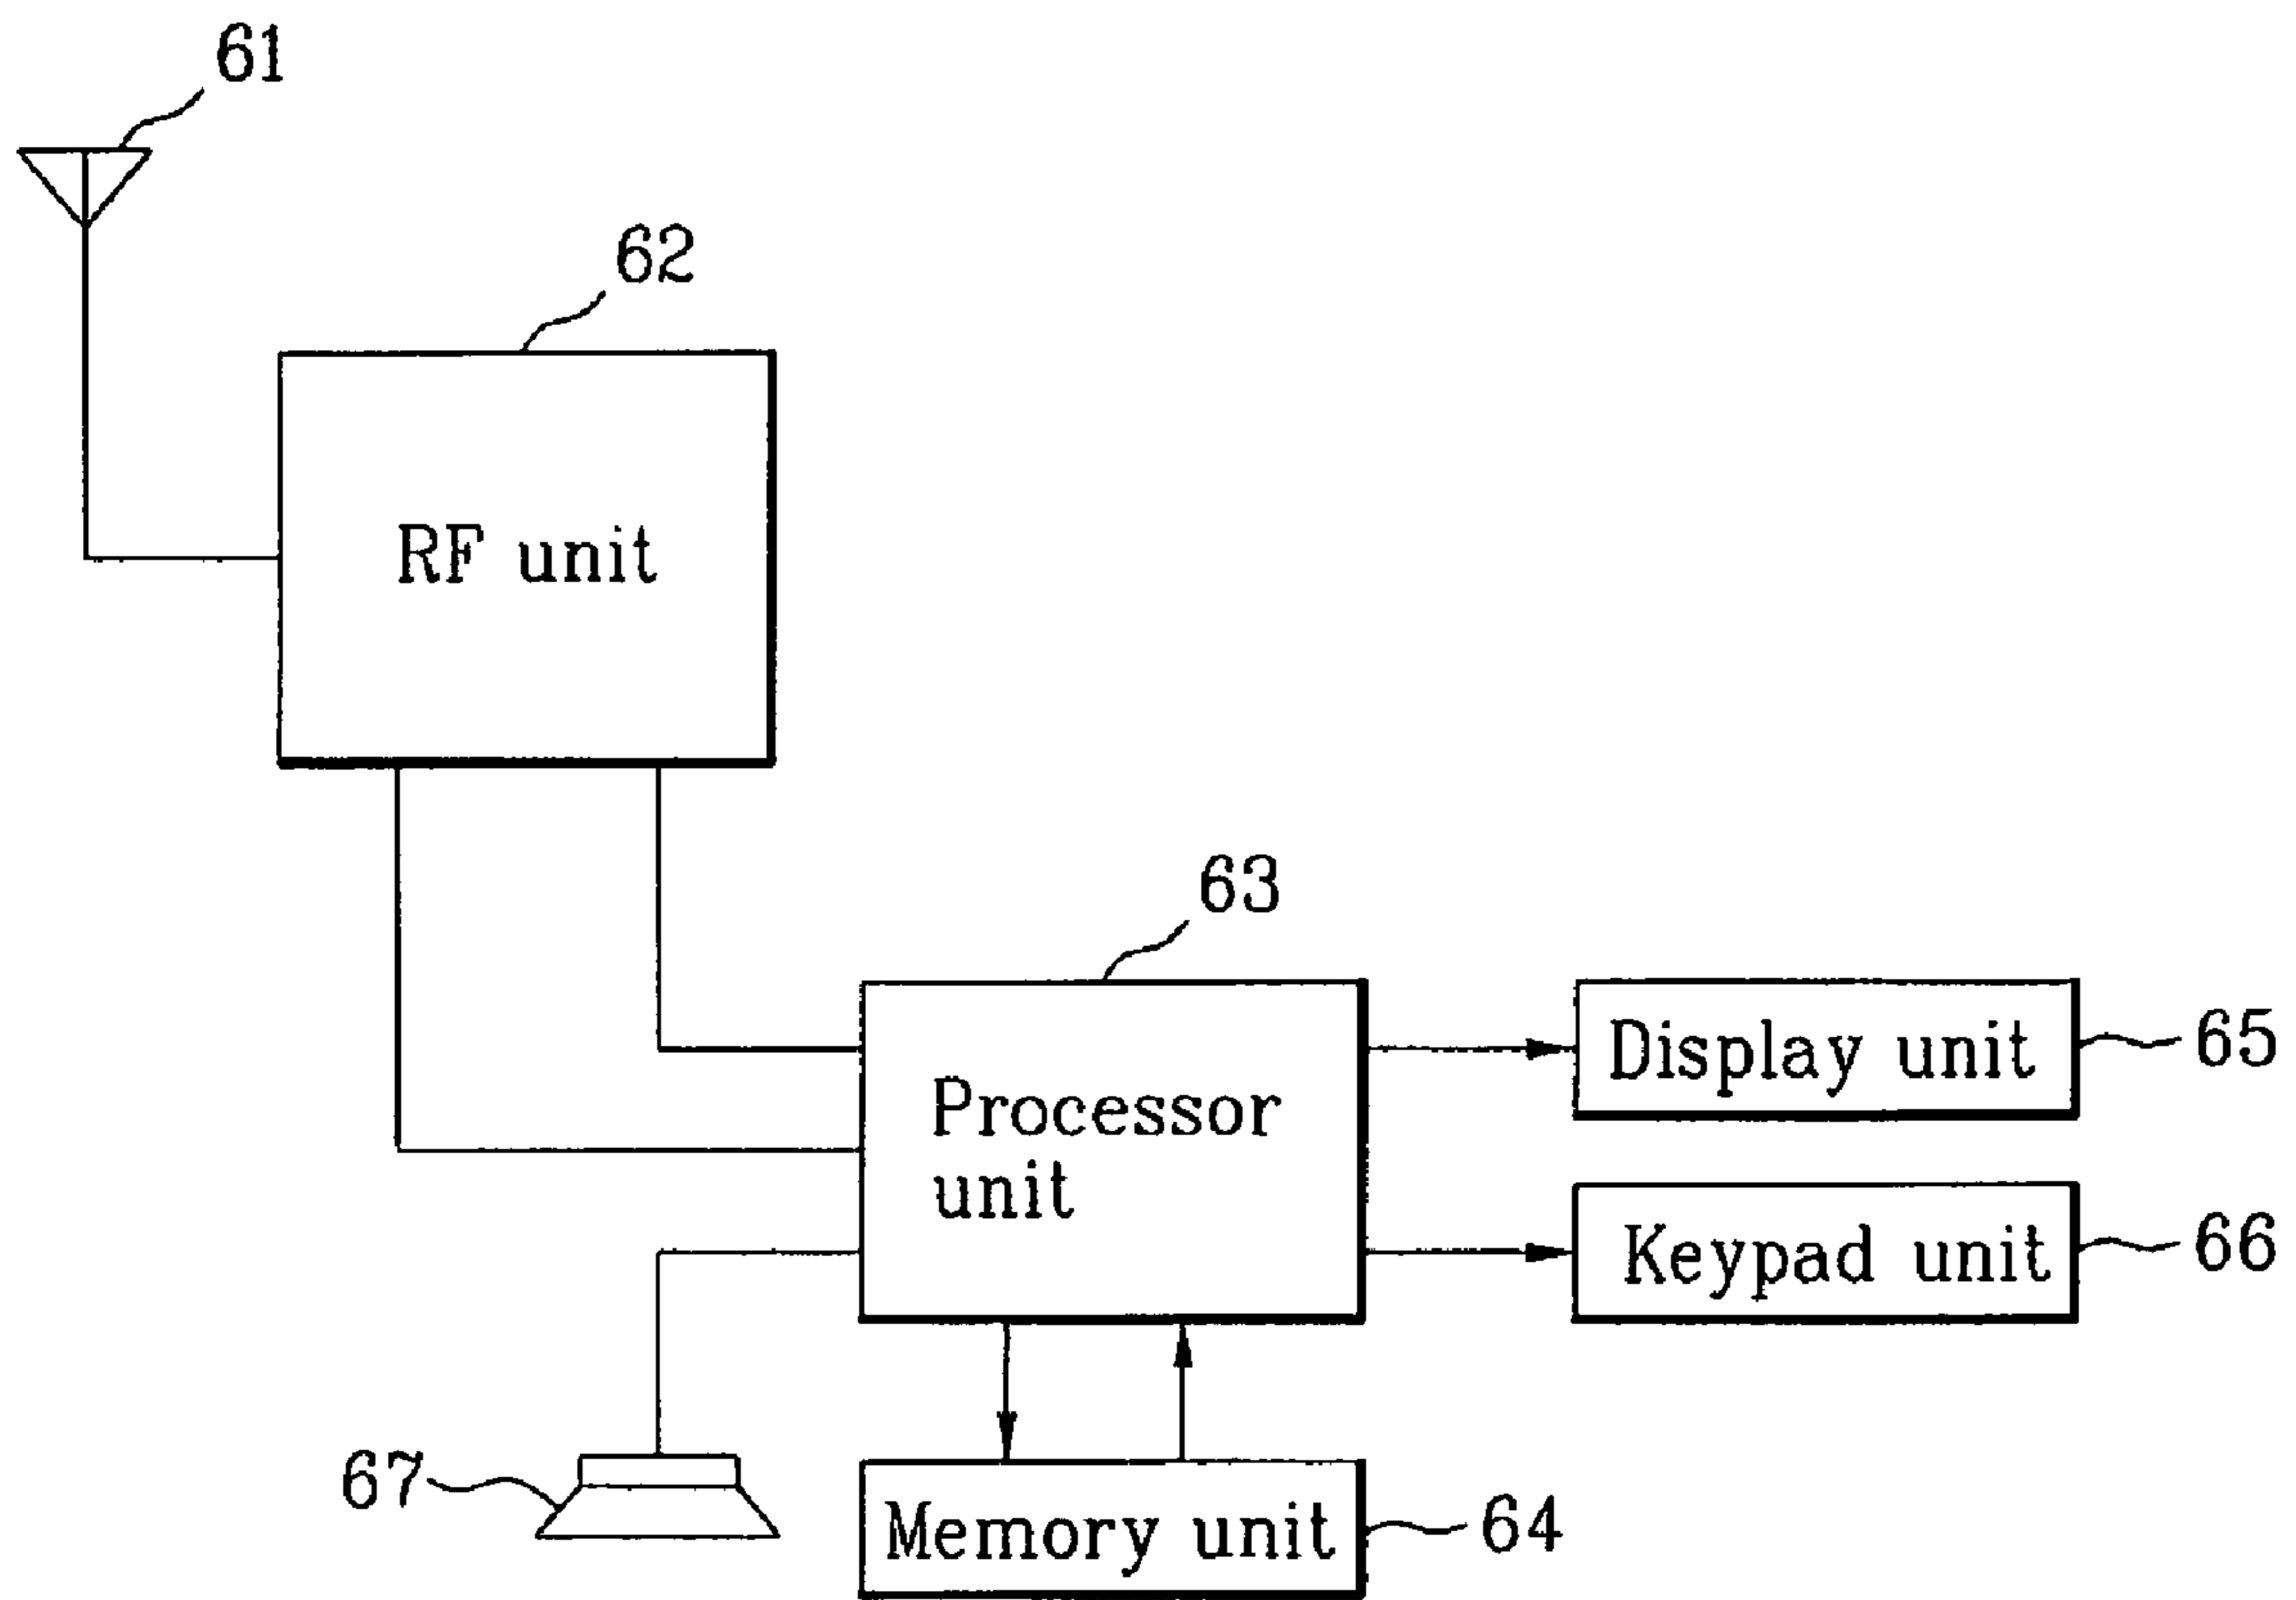 61
62
RF unit
63
Processor
unit
Display unit
65
Keypad unit
66
67
Memory unit
64